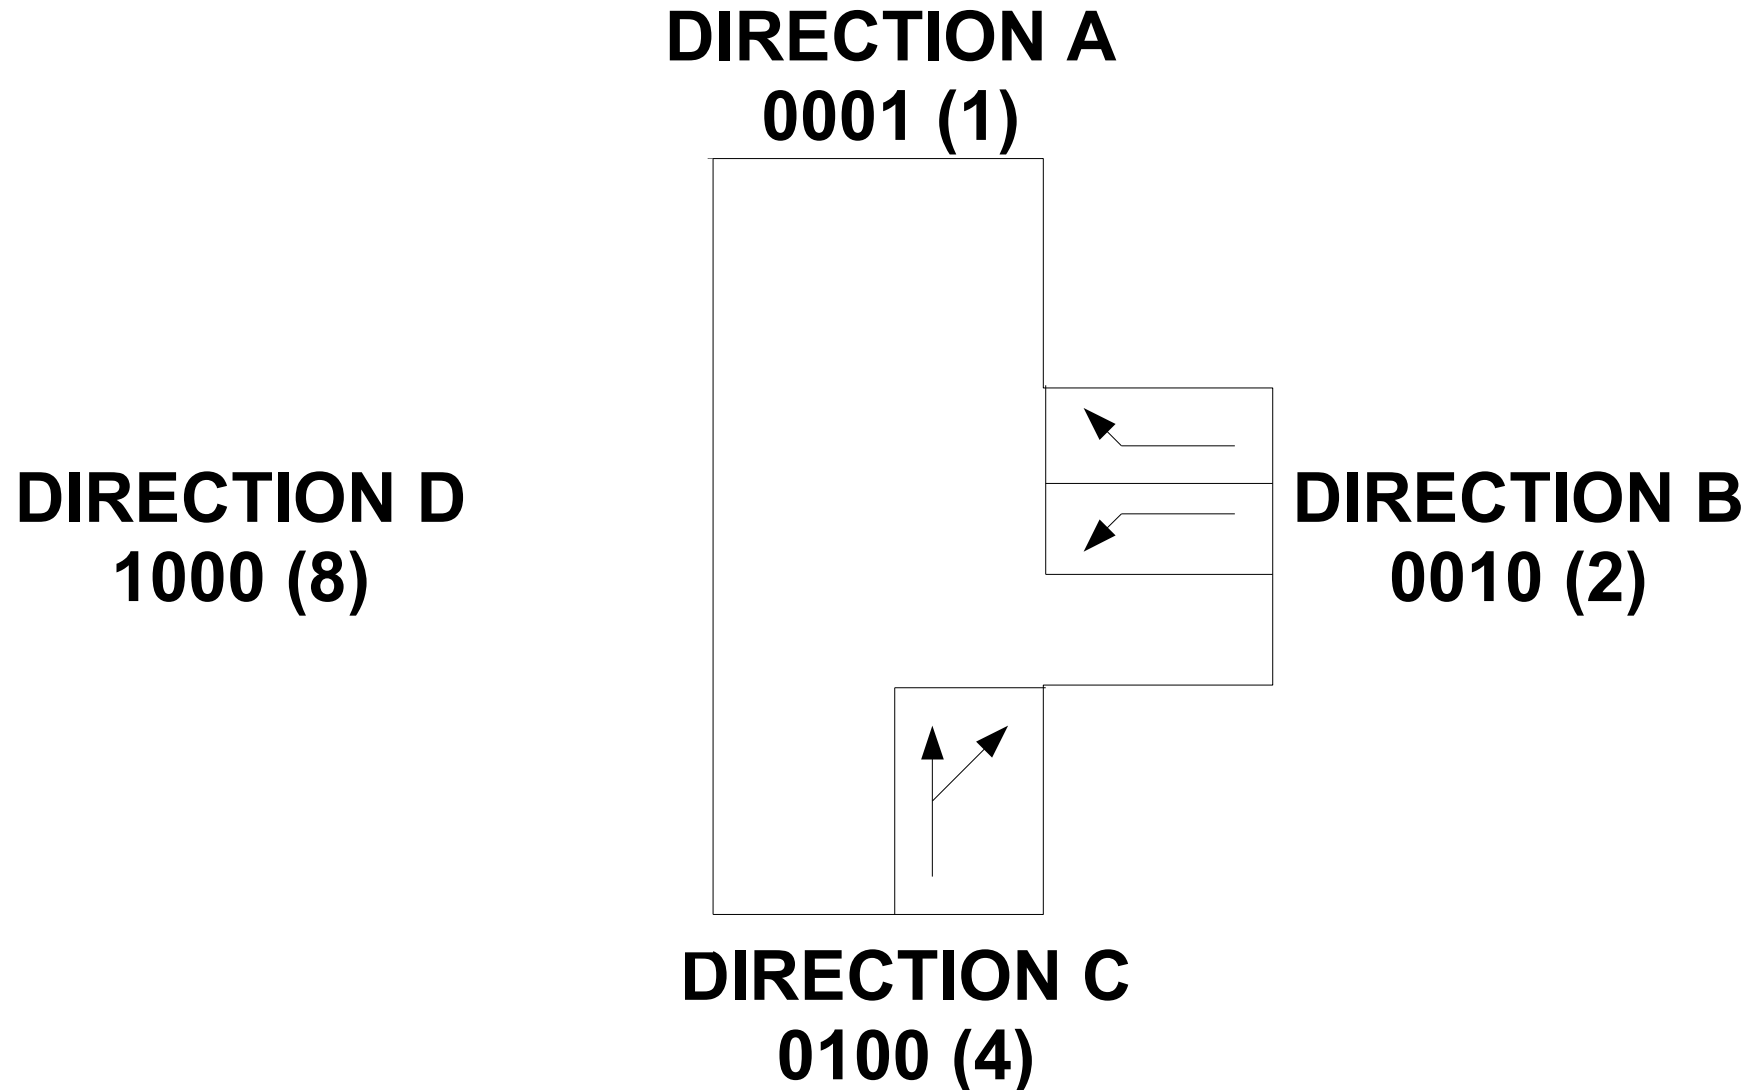 DIRECTION A
0001 (1)
DIRECTION D
1000 (8)
DIRECTION B
0010 (2)
DIRECTION C
0100 (4)